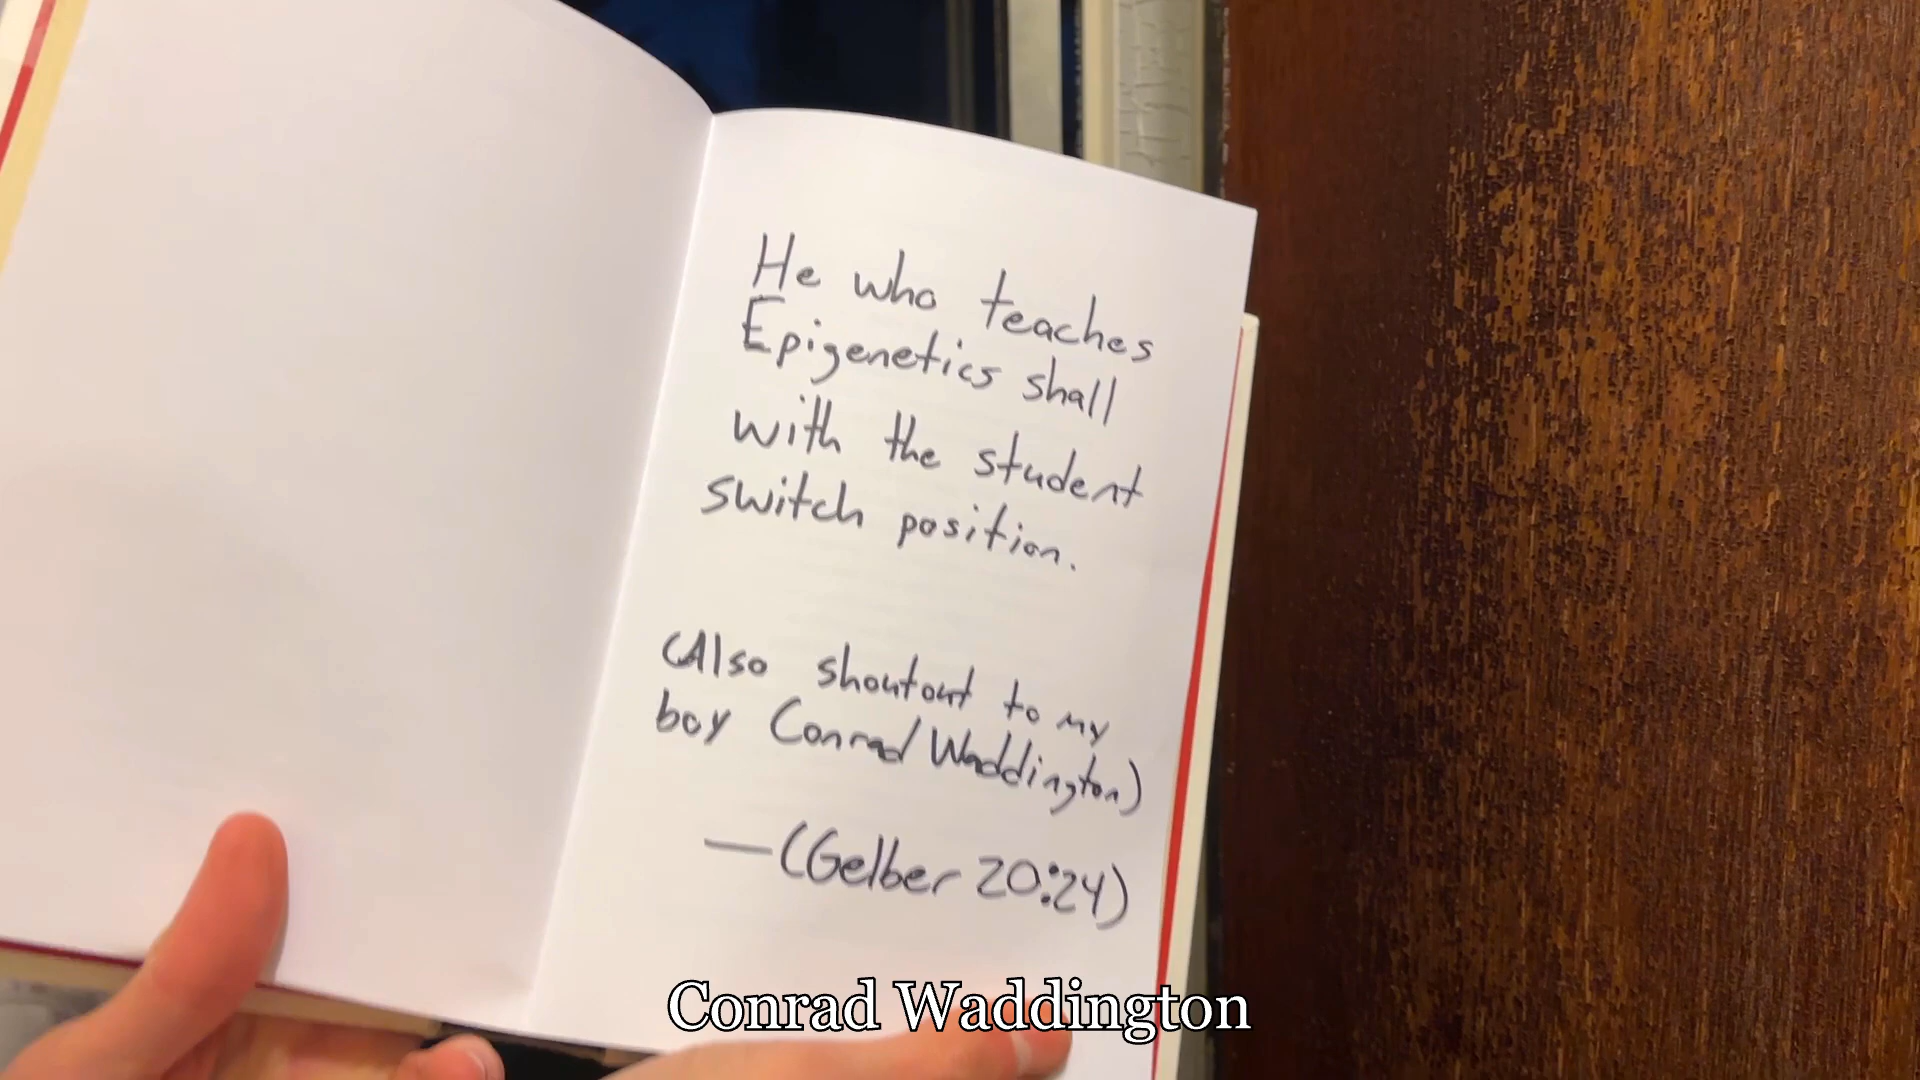 He who teaches
Epigenetics shall
with the student
switch position.
(Also shoutout to my
boy Conrad Waddington)
—(Gelber 20:24)
Conrad Waddington